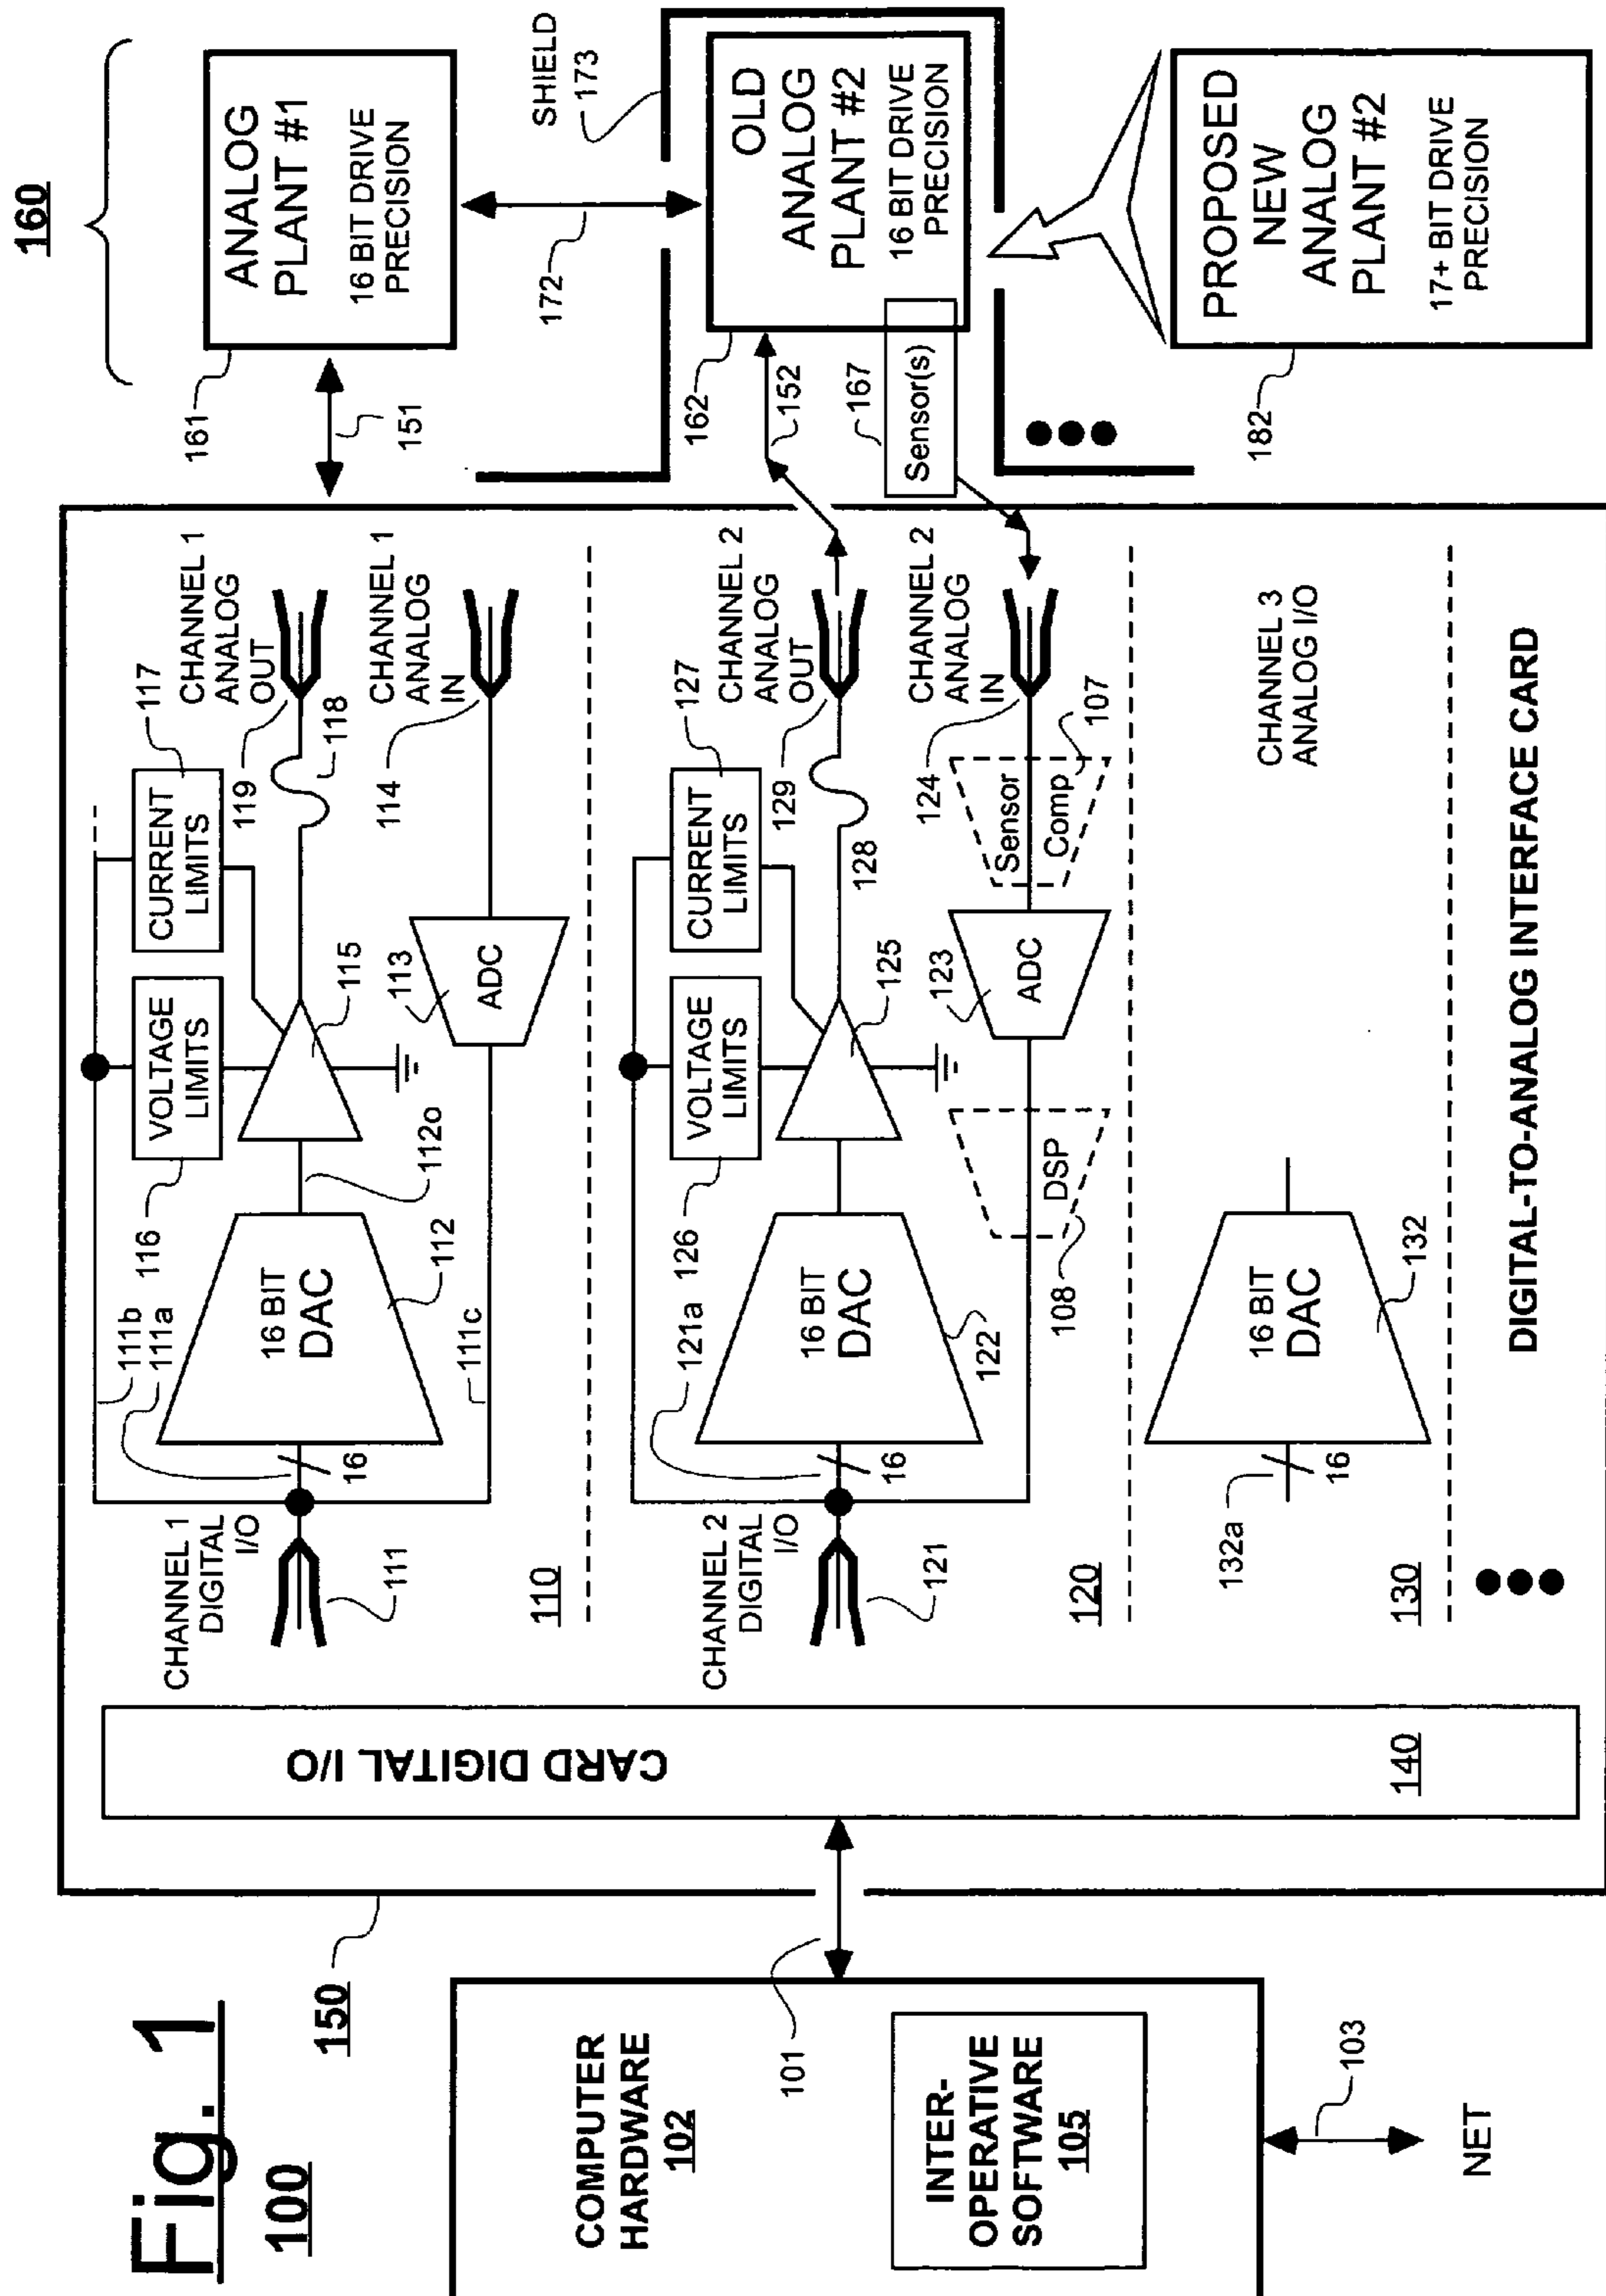 Fig. 1
100
150
160
COMPUTER
HARDWARE
102
INTER-
OPERATIVE
SOFTWARE
105
101
103
NET
CARD DIGITAL I/O
140
CHANNEL 1
DIGITAL
I/O
111
111b
111a
16
16 BIT
DAC
112
112o
111c
116
VOLTAGE
LIMITS
CURRENT
LIMITS
117
115
113
ADC
118
119
CHANNEL 1
ANALOG
OUT
114
CHANNEL 1
ANALOG
IN
110
CHANNEL 2
DIGITAL
I/O
121
121a
16
16 BIT
DAC
122
126
VOLTAGE
LIMITS
CURRENT
LIMITS
127
125
128
129
CHANNEL 2
ANALOG
OUT
123
ADC
DSP
108
Sensor
Comp
107
124
CHANNEL 2
ANALOG
IN
120
132a
16
16 BIT
DAC
132
CHANNEL 3
ANALOG I/O
130
DIGITAL-TO-ANALOG INTERFACE CARD
161
ANALOG
PLANT #1
16 BIT DRIVE
PRECISION
151
172
SHIELD
173
162
OLD
ANALOG
PLANT #2
16 BIT DRIVE
PRECISION
152
167
Sensor(s)
182
PROPOSED
NEW
ANALOG
PLANT #2
17+ BIT DRIVE
PRECISION